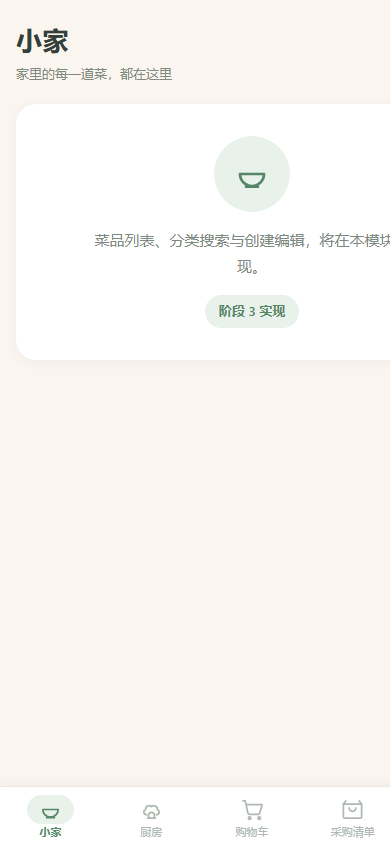 小家
家里的每一道菜，都在这里
菜品列表、分类搜索与创建编辑，将在本模块
现。
阶段 3 实现
小家
厨房
购物车
采购清单